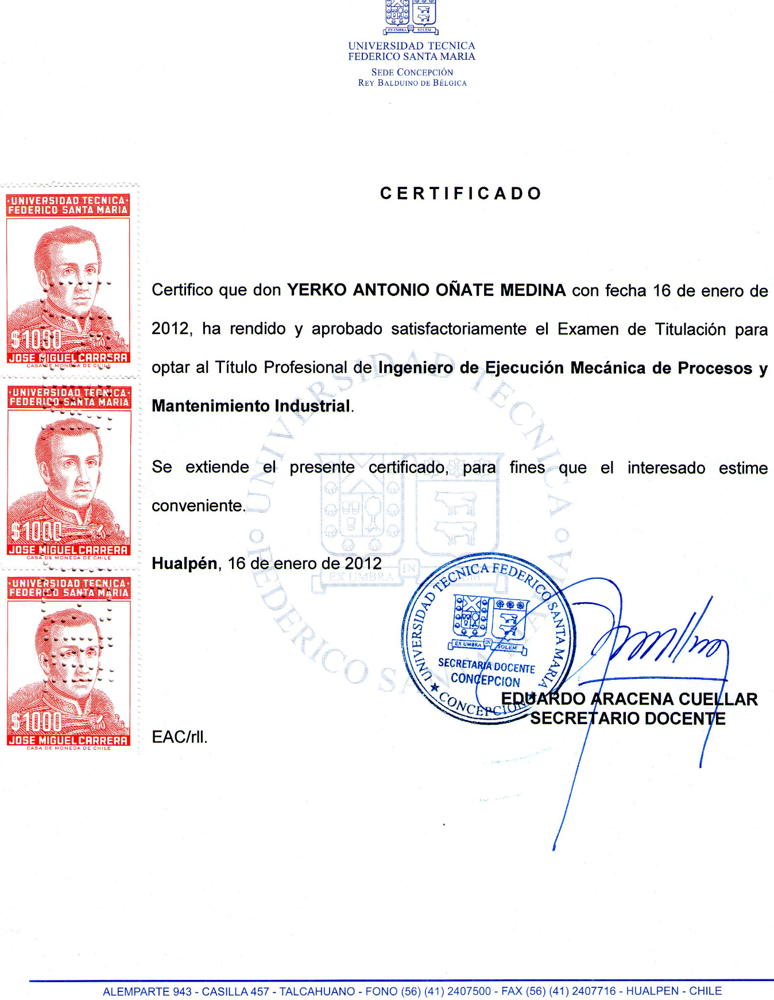 EX UMBRA IN SOLEM
UNIVERSIDAD TECNICA
FEDERICO SANTA MARIA
SEDE CONCEPCIÓN
REY BALDUINO DE BÉLGICA
CERTIFICADO
Certifico que don YERKO ANTONIO OÑATE MEDINA con fecha 16 de enero de
2012, ha rendido y aprobado satisfactoriamente el Examen de Titulación para
optar al Título Profesional de Ingeniero de Ejecución Mecánica de Procesos y
Mantenimiento Industrial.
Se extiende el presente certificado, para fines que el interesado estime
conveniente.
Hualpén, 16 de enero de 2012
·UNIVERSIDAD TECNICA·
FEDERICO SANTA MARIA
$1000
JOSE MIGUEL CARRERA
CASA DE MONEDA DE CHILE
·UNIVERSIDAD TECNICA·
FEDERICO SANTA MARIA
$1000
JOSE MIGUEL CARRERA
CASA DE MONEDA DE CHILE
·UNIVERSIDAD TECNICA·
FEDERICO SANTA MARIA
$1000
JOSE MIGUEL CARRERA
CASA DE MONEDA DE CHILE
UNIVERSIDAD TECNICA FEDERICO SANTA MARIA
EX UMBRA IN SOLEM
UNIVERSIDAD TECNICA FEDERICO SANTA MARIA
EX UMBRA IN SOLEM
SECRETARIA DOCENTE
CONCEPCION
CONCEPCION
EDUARDO ARACENA CUELLAR
SECRETARIO DOCENTE
EAC/rll.
ALEMPARTE 943 - CASILLA 457 - TALCAHUANO - FONO (56) (41) 2407500 - FAX (56) (41) 2407716 - HUALPEN - CHILE